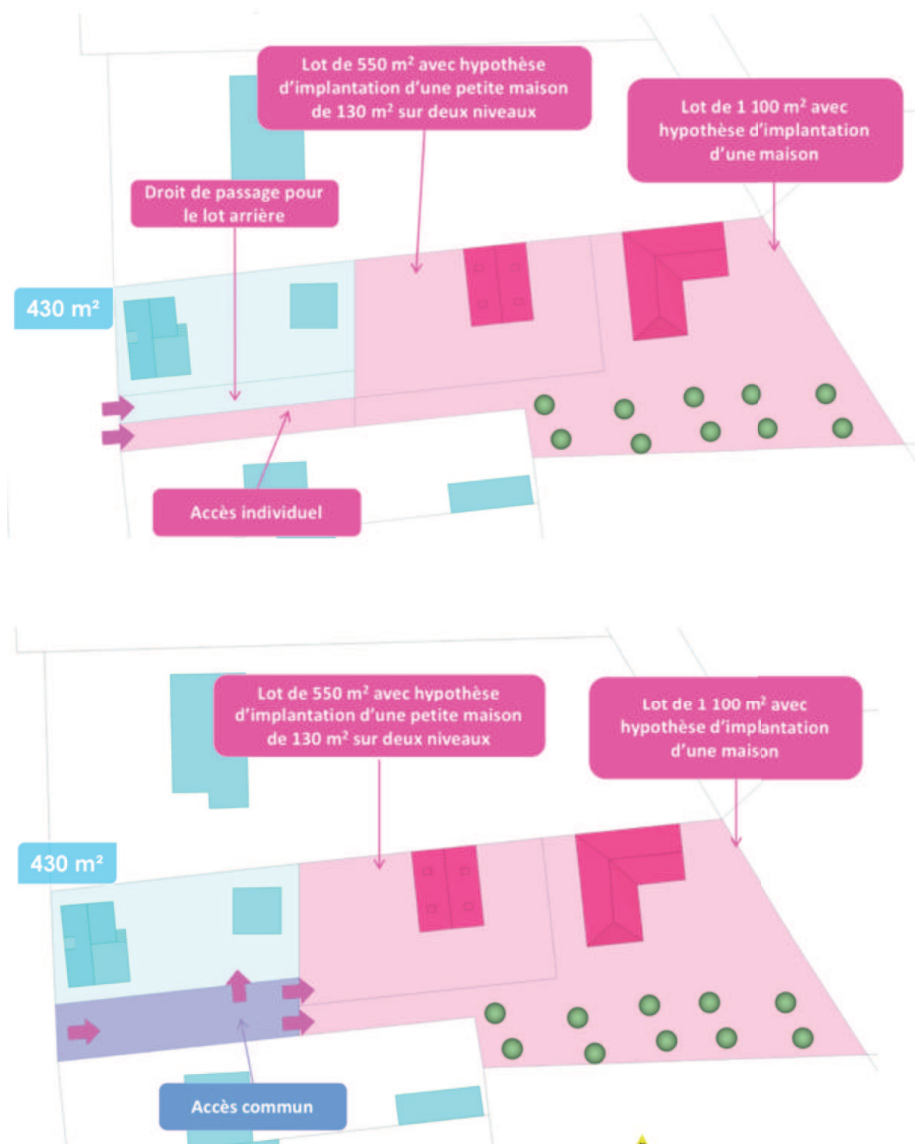 Lot de 550 m² avec hypothèse
d'implantation d'une petite maison
de 130 m² sur deux niveaux
Lot de 1 100 m² avec
hypothèse d'implantation
d'une maison
Droit de passage pour
le lot arrière
430 m²
Accès individuel
Lot de 550 m² avec hypothèse
d'implantation d'une petite maison
de 130 m² sur deux niveaux
Lot de 1 100 m² avec
hypothèse d'implantation
d'une maison
430 m²
Accès commun